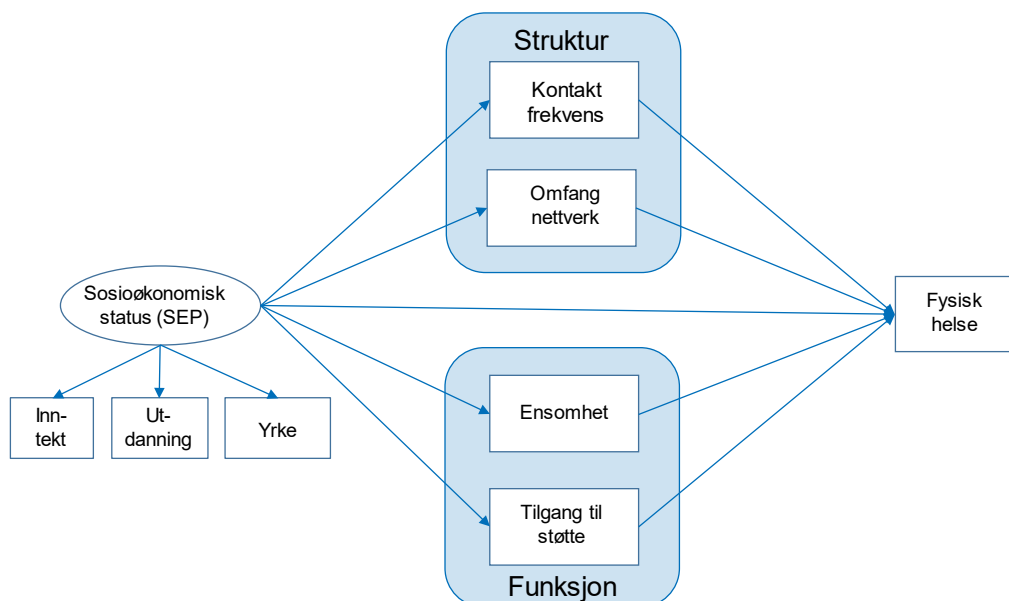 Struktur
Kontakt
frekvens
Omfang
nettverk
Sosioøkonomisk
status (SEP)
Fysisk
helse
Inn-
tekt
Ut-
danning
Yrke
Ensomhet
Tilgang til
støtte
Funksjon